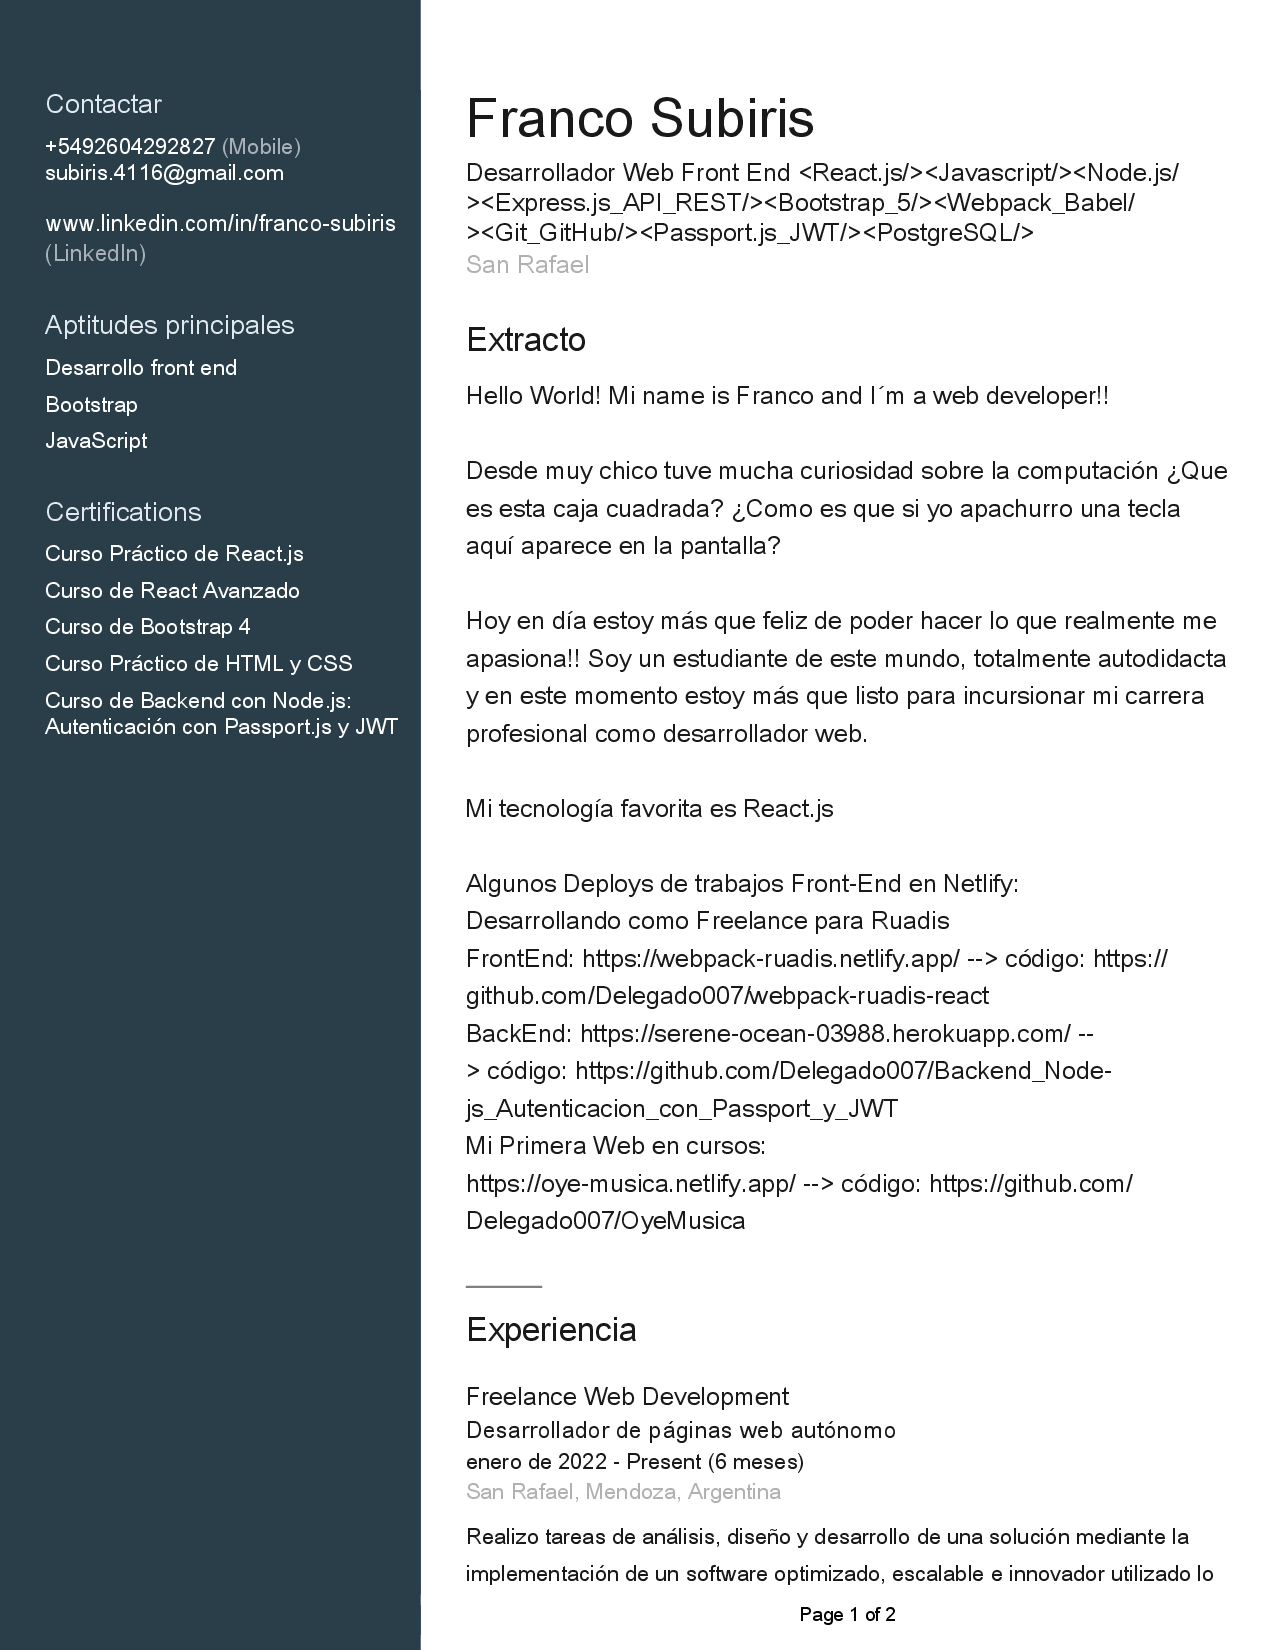 Contactar
+5492604292827 (Mobile)
subiris.4116@gmail.com
www.linkedin.com/in/franco-subiris
(LinkedIn)
Aptitudes principales
Desarrollo front end
Bootstrap
JavaScript
Certifications
Curso Práctico de React.js
Curso de React Avanzado
Curso de Bootstrap 4
Curso Práctico de HTML y CSS
Curso de Backend con Node.js:
Autenticación con Passport.js y JWT
Franco Subiris
Desarrollador Web Front End <React.js/><Javascript/><Node.js/
><Express.js_API_REST/><Bootstrap_5/><Webpack_Babel/
><Git_GitHub/><Passport.js_JWT/><PostgreSQL/>
San Rafael
Extracto
Hello World! Mi name is Franco and I´m a web developer!!
Desde muy chico tuve mucha curiosidad sobre la computación ¿Que
es esta caja cuadrada? ¿Como es que si yo apachurro una tecla
aquí aparece en la pantalla?
Hoy en día estoy más que feliz de poder hacer lo que realmente me
apasiona!! Soy un estudiante de este mundo, totalmente autodidacta
y en este momento estoy más que listo para incursionar mi carrera
profesional como desarrollador web.
Mi tecnología favorita es React.js
Algunos Deploys de trabajos Front-End en Netlify:
Desarrollando como Freelance para Ruadis
FrontEnd: https://webpack-ruadis.netlify.app/ --> código: https://
github.com/Delegado007/webpack-ruadis-react
BackEnd: https://serene-ocean-03988.herokuapp.com/ --
> código: https://github.com/Delegado007/Backend_Node-
js_Autenticacion_con_Passport_y_JWT
Mi Primera Web en cursos:
https://oye-musica.netlify.app/ --> código: https://github.com/
Delegado007/OyeMusica
Experiencia
Freelance Web Development
Desarrollador de páginas web autónomo
enero de 2022 - Present (6 meses)
San Rafael, Mendoza, Argentina
Realizo tareas de análisis, diseño y desarrollo de una solución mediante la
implementación de un software optimizado, escalable e innovador utilizado lo
Page 1 of 2